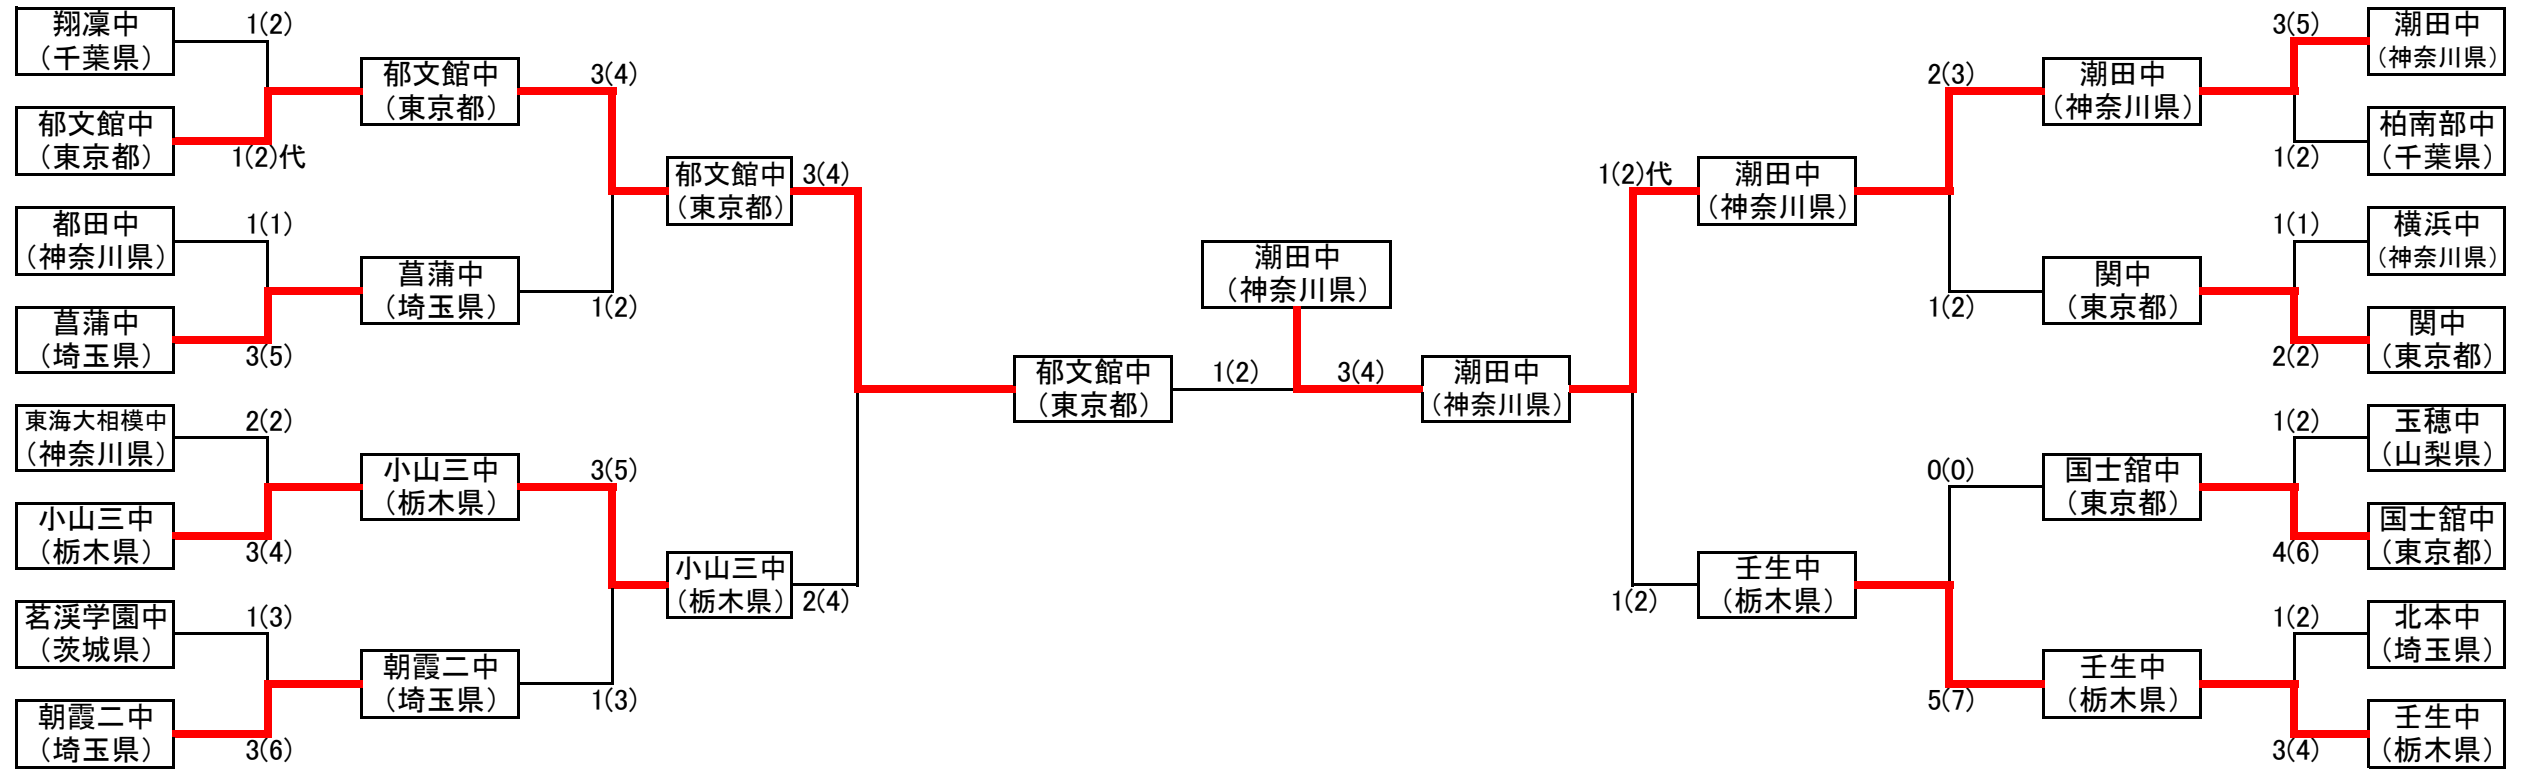 翔凜中
（千葉県）
1(2)
郁文館中
（東京都）
1(2)代
都田中
（神奈川県）
1(1)
菖蒲中
（埼玉県）
3(5)
東海大相模中
（神奈川県）
2(2)
小山三中
（栃木県）
3(4)
茗渓学園中
（茨城県）
1(3)
朝霞二中
（埼玉県）
3(6)
郁文館中
（東京都）
3(4)
菖蒲中
（埼玉県）
1(2)
小山三中
（栃木県）
3(5)
朝霞二中
（埼玉県）
1(3)
郁文館中
（東京都）
3(4)
小山三中
（栃木県）
2(4)
郁文館中
（東京都）
1(2)
潮田中
（神奈川県）
3(4)
潮田中
（神奈川県）
1(2)代
潮田中
（神奈川県）
1(2)
壬生中
（栃木県）
2(3)
潮田中
（神奈川県）
1(2)
関中
（東京都）
0(0)
国士舘中
（東京都）
5(7)
壬生中
（栃木県）
3(5)
潮田中
（神奈川県）
1(2)
柏南部中
（千葉県）
1(1)
横浜中
（神奈川県）
2(2)
関中
（東京都）
1(2)
玉穂中
（山梨県）
4(6)
国士舘中
（東京都）
1(2)
北本中
（埼玉県）
3(4)
壬生中
（栃木県）